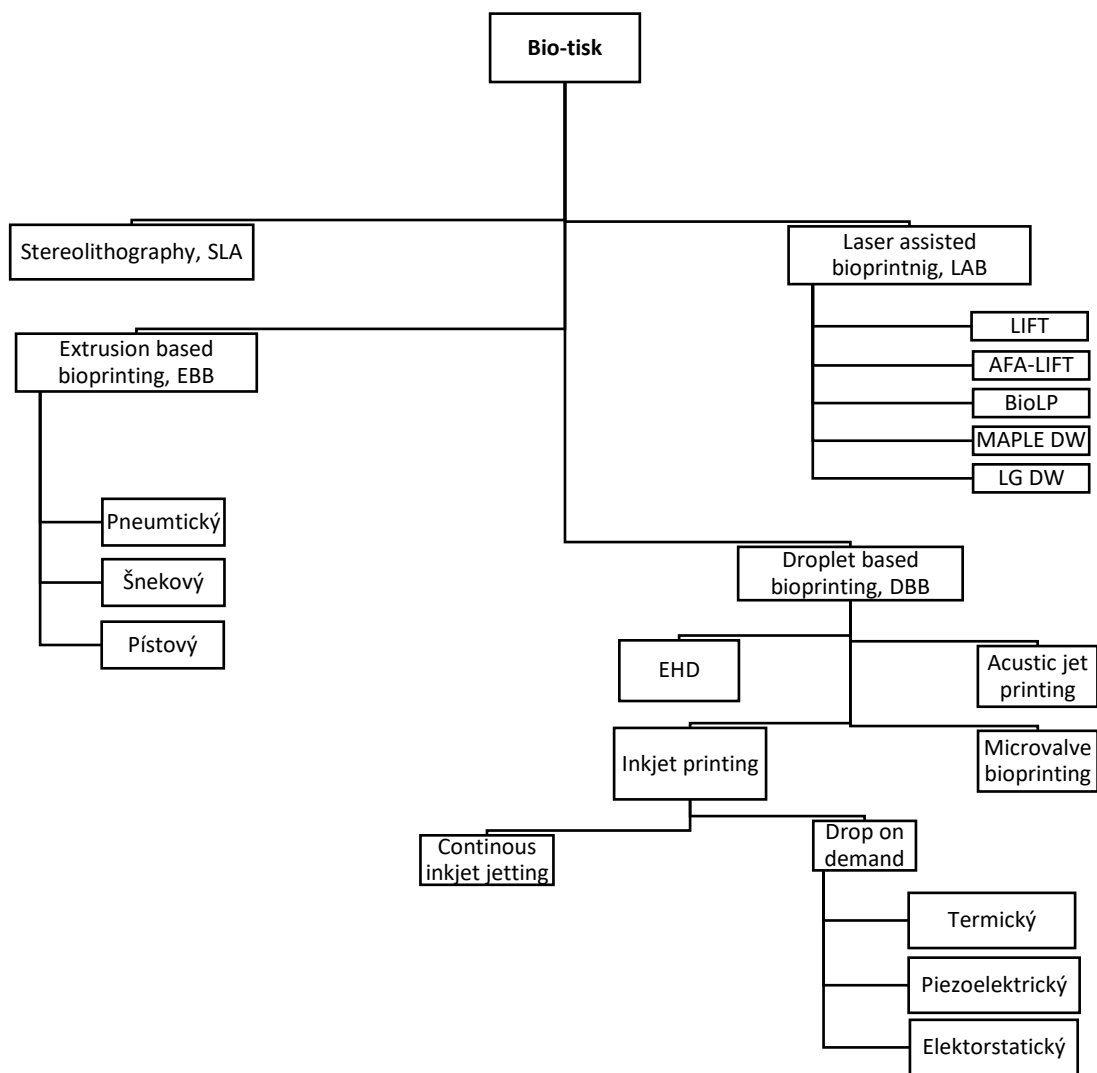 Bio-tisk
Stereolithography, SLA
Laser assisted
bioprintnig, LAB
LIFT
AFA-LIFT
BioLP
MAPLE DW
LG DW
Extrusion based
bioprinting, EBB
Pneumtický
Šnekový
Pístový
Droplet based
bioprinting, DBB
EHD
Acustic jet
printing
Inkjet printing
Microvalve
bioprinting
Continous
inkjet jetting
Drop on
demand
Termický
Piezoelektrický
Elektorstatický